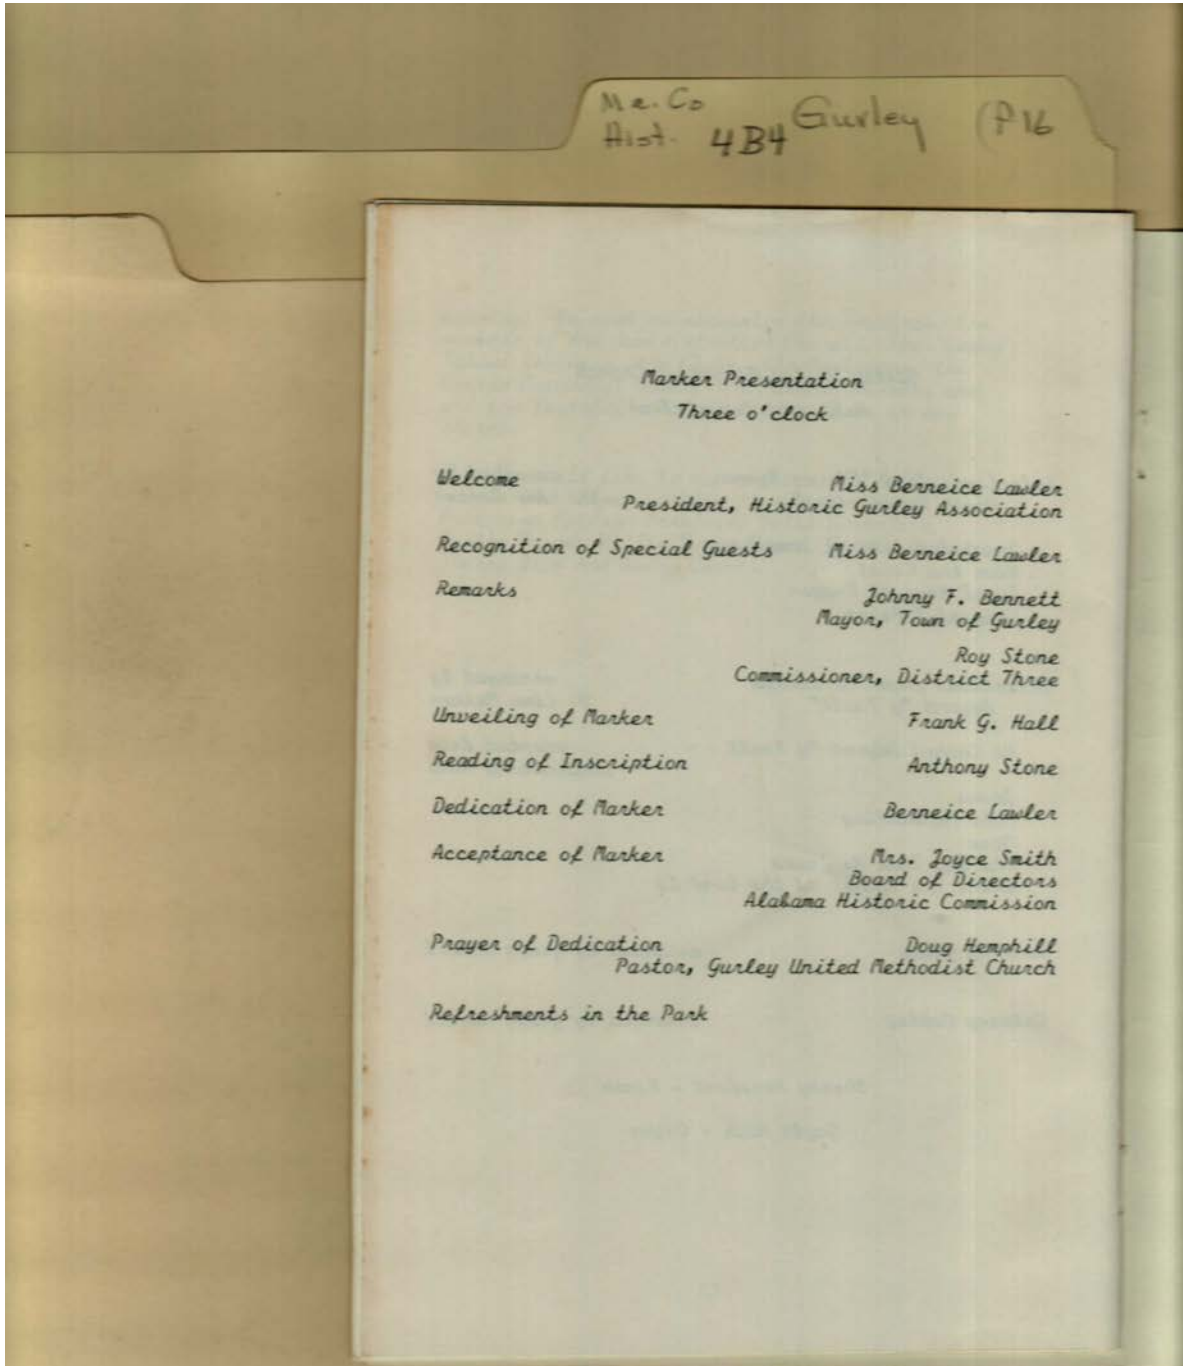 Me. Co
Hist. 4B4 Gurley (P16
Marker Presentation
Three o'clock
Welcome Miss Berneice Lawler
President, Historic Gurley Association
Recognition of Special Guests Miss Berneice Lawler
Remarks Johnny F. Bennett
Mayor, Town of Gurley
Roy Stone
Commissioner, District Three
Unveiling of Marker Frank G. Hall
Reading of Inscription Anthony Stone
Dedication of Marker Berneice Lawler
Acceptance of Marker Mrs. Joyce Smith
Board of Directors
Alabama Historic Commission
Prayer of Dedication Doug Hemphill
Pastor, Gurley United Methodist Church
Refreshments in the Park